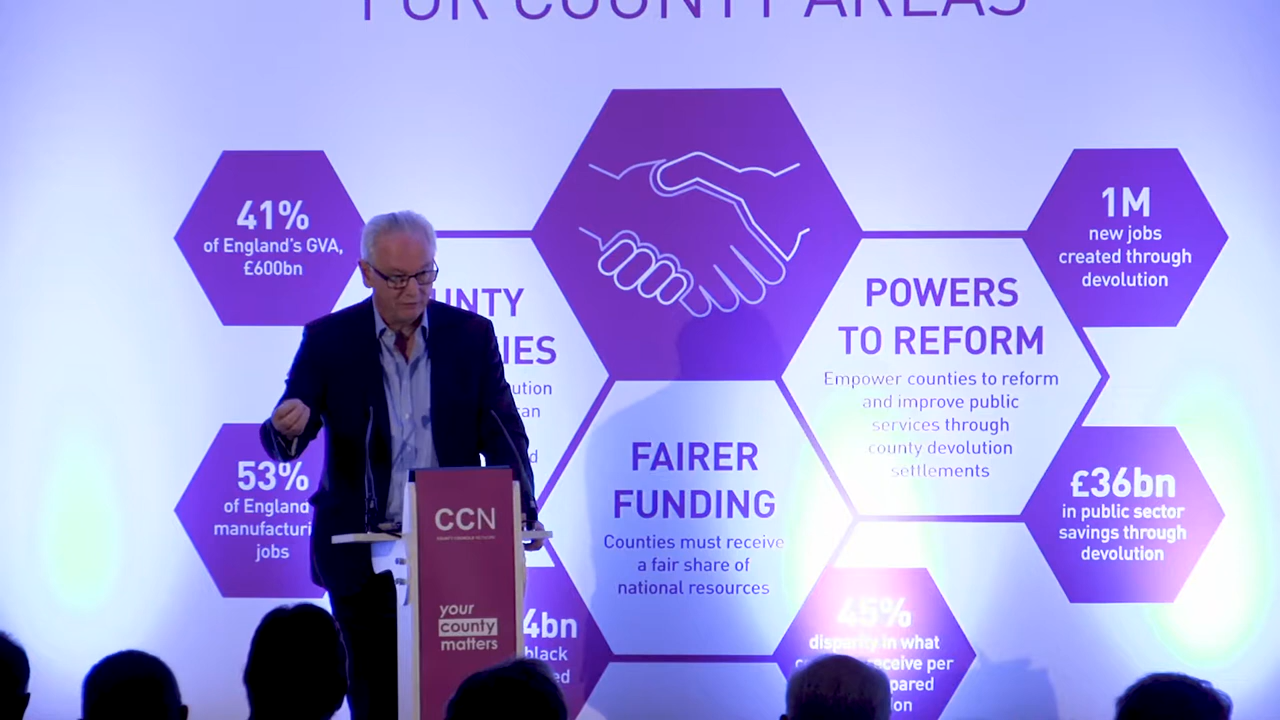 FOR COUNTY AREAS
41%
of England's GVA,
£600bn
1M
new jobs
created through
devolution
POWERS
TO REFORM
Empower counties to reform
and improve public
services through
county devolution
settlements
53%
of England
manufacturi
jobs
FAIRER
FUNDING
Counties must receive
a fair share of
national resources
£36bn
in public sector
savings through
devolution
CCN
COUNTY COUNCILS NETWORK
your
county
matters
4bn
black
45%
disparity in what
receive per